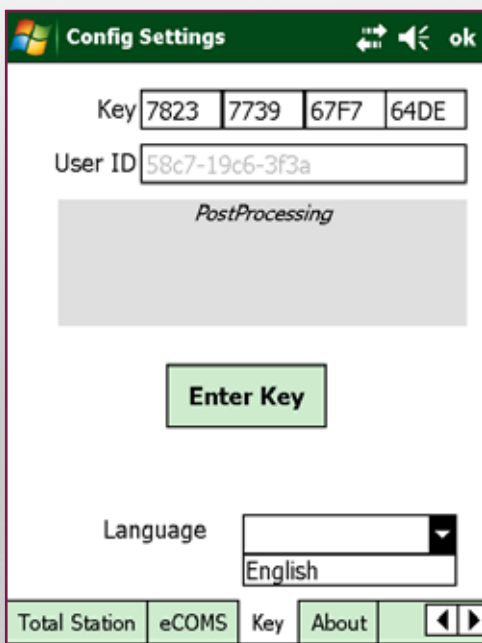 Config Settings ok
Key 7823 7739 67F7 64DE
User ID 58c7-19c6-3f3a
PostProcessing
Enter Key
Language
English
Total Station eCOMS Key About